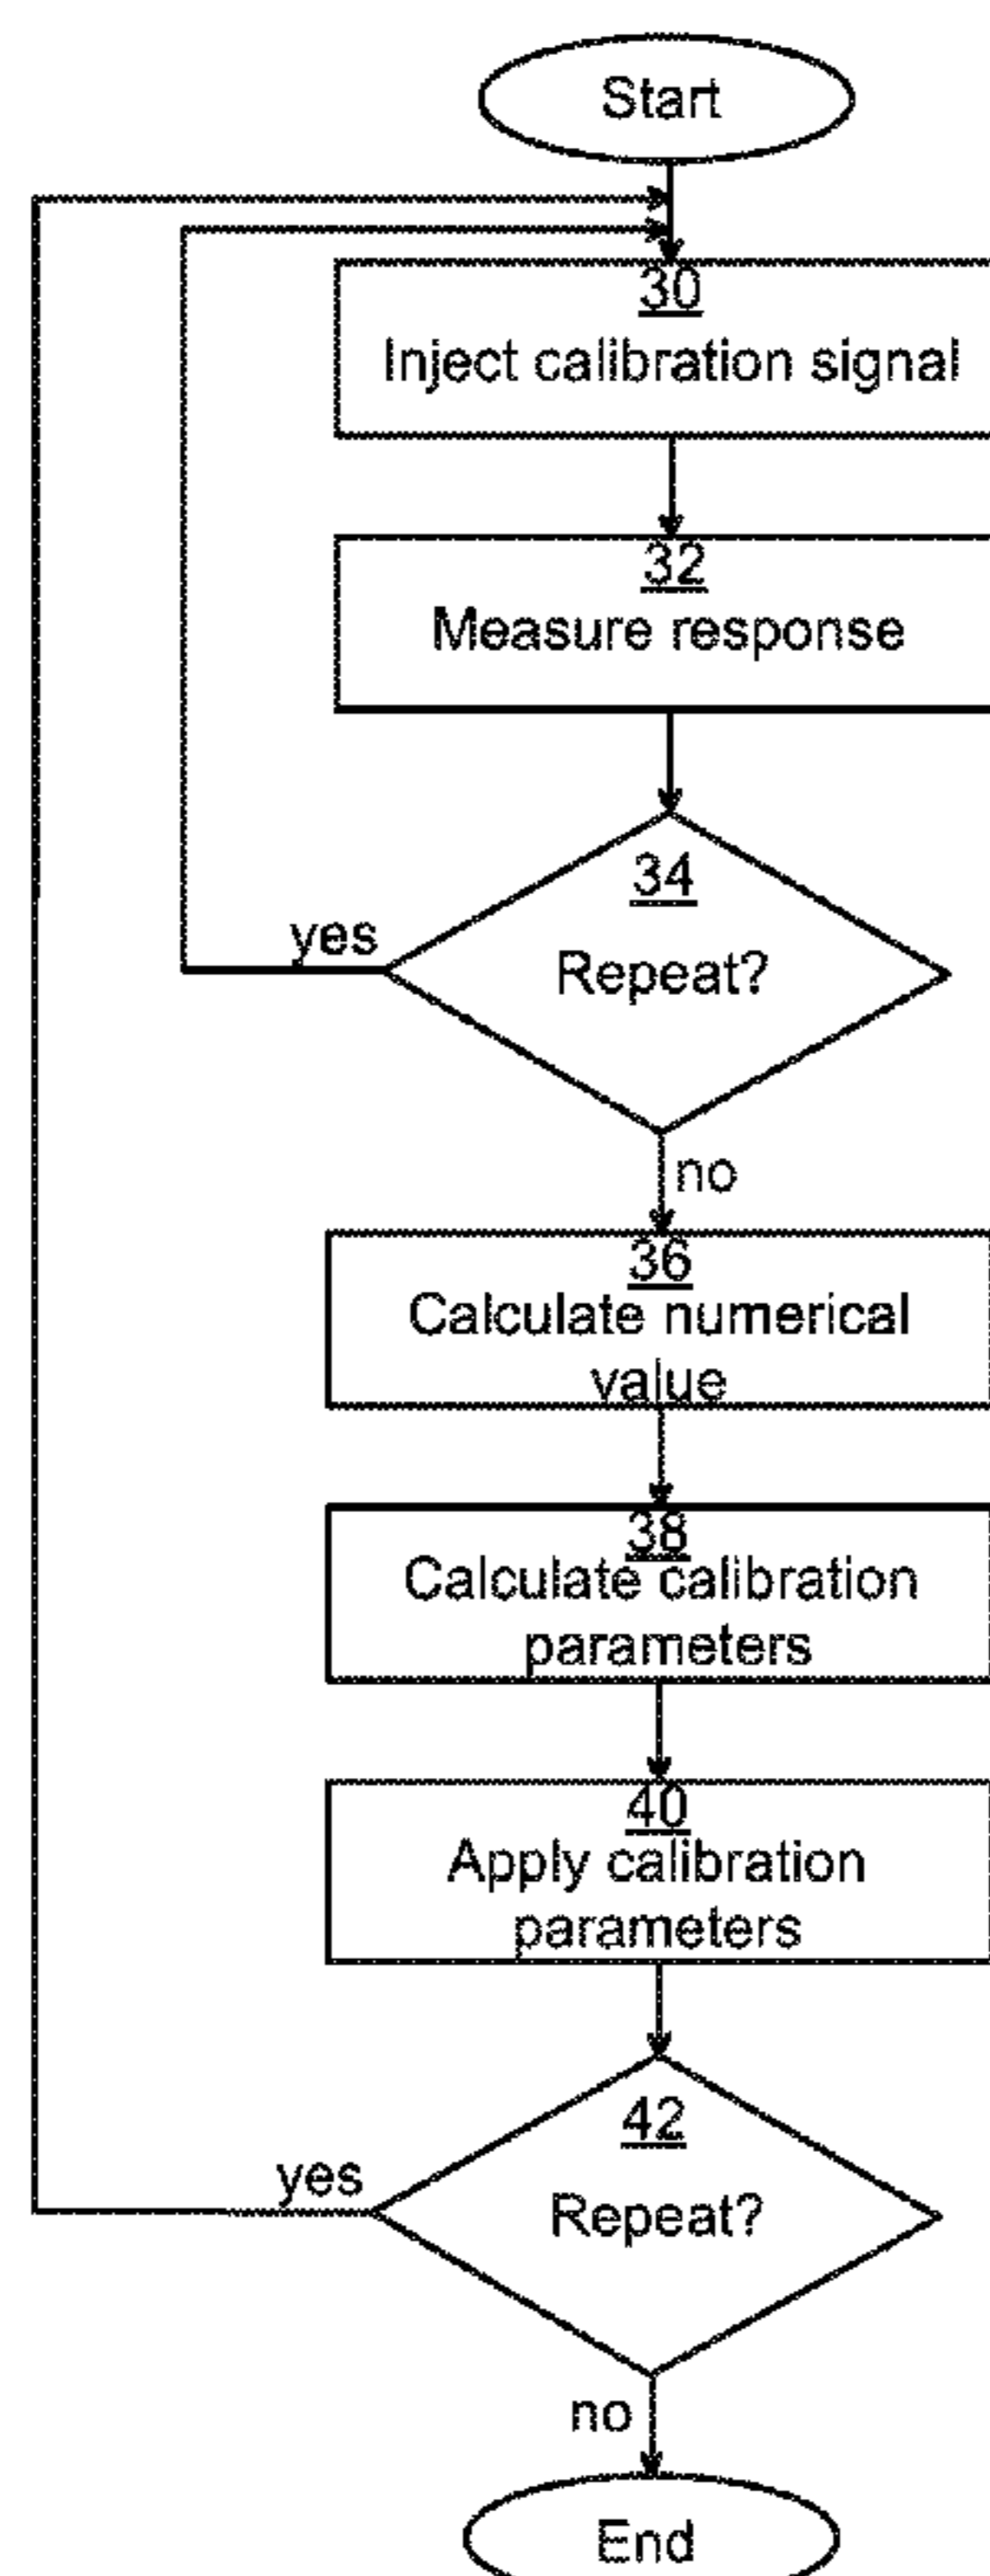 Start
30
Inject calibration signal
32
Measure response
34
yes
Repeat?
no
36
Calculate numerical
value
38
Calculate calibration
parameters
40
Apply calibration
parameters
42
yes
Repeat?
no
End